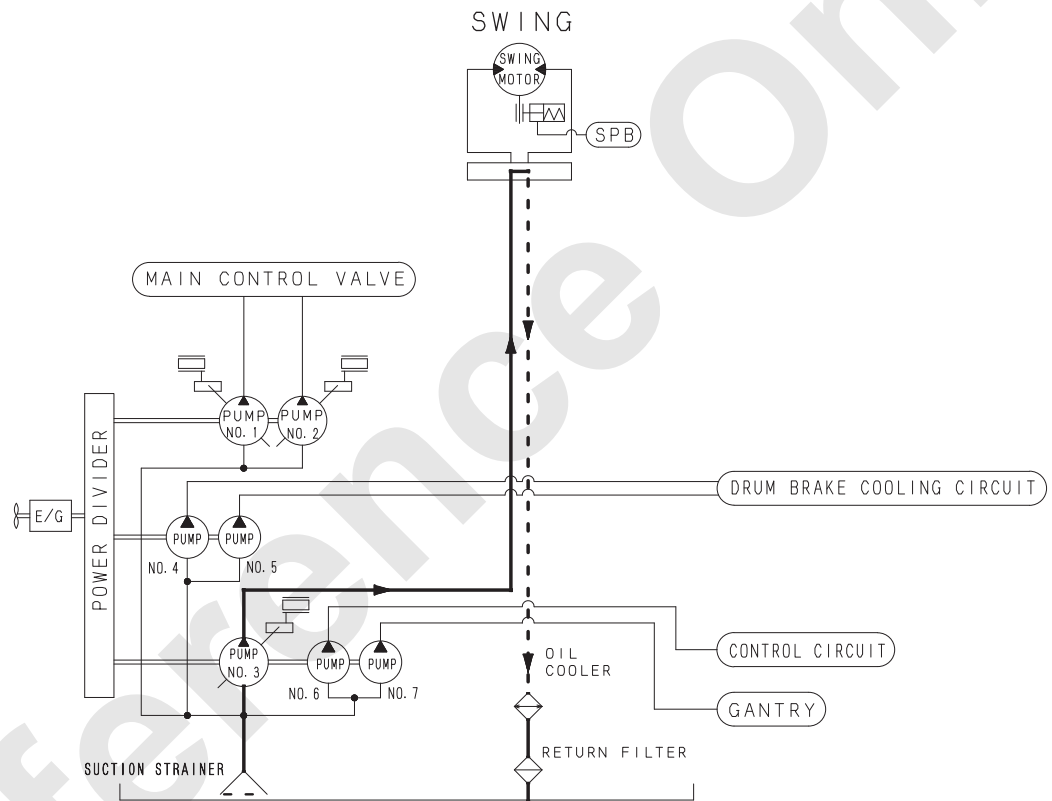 SWING
SWING
MOTOR
SPB
MAIN CONTROL VALVE
PUMP
NO. 1
PUMP
NO. 2
POWER DIVIDER
E/G
DRUM BRAKE COOLING CIRCUIT
PUMP
PUMP
NO. 4
NO. 5
PUMP
NO. 3
PUMP
PUMP
NO. 6
NO. 7
OIL
COOLER
CONTROL CIRCUIT
GANTRY
RETURN FILTER
SUCTION STRAINER
ference On